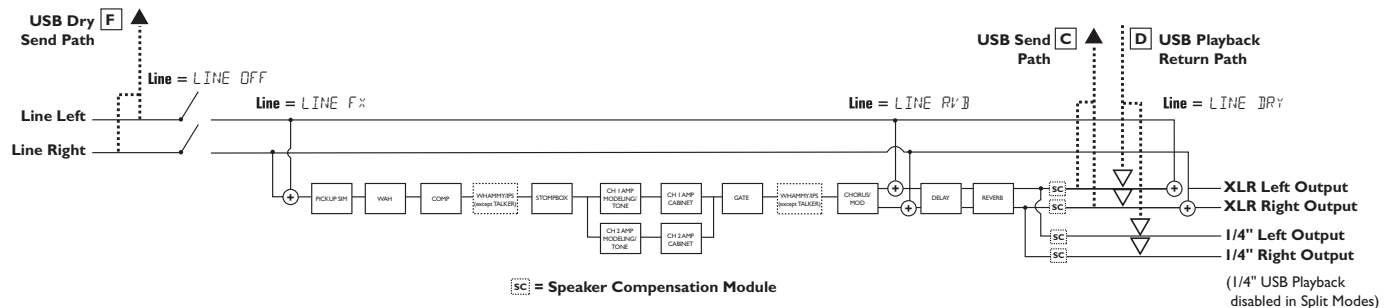 USB Dry F
Send Path
USB Send C
Path
D USB Playback
Return Path
Line = LINE OFF
Line = LINE FX
Line = LINE RVB
Line = LINE DRY
Line Left
Line Right
+
PICKUP SIM
WAH
COMP
WHAMMY/IPS
(except TALKER)
STOMPBOX
CH 1 AMP
MODELING/
TONE
CH 1 AMP
CABINET
CH 2 AMP
MODELING/
TONE
CH 2 AMP
CABINET
GATE
WHAMMY/IPS
(except TALKER)
CHORUS/
MOD
+
+
DELAY
REVERB
SC
SC
SC
SC
+
+
XLR Left Output
XLR Right Output
1/4" Left Output
1/4" Right Output
(1/4" USB Playback
disabled in Split Modes)
SC = Speaker Compensation Module